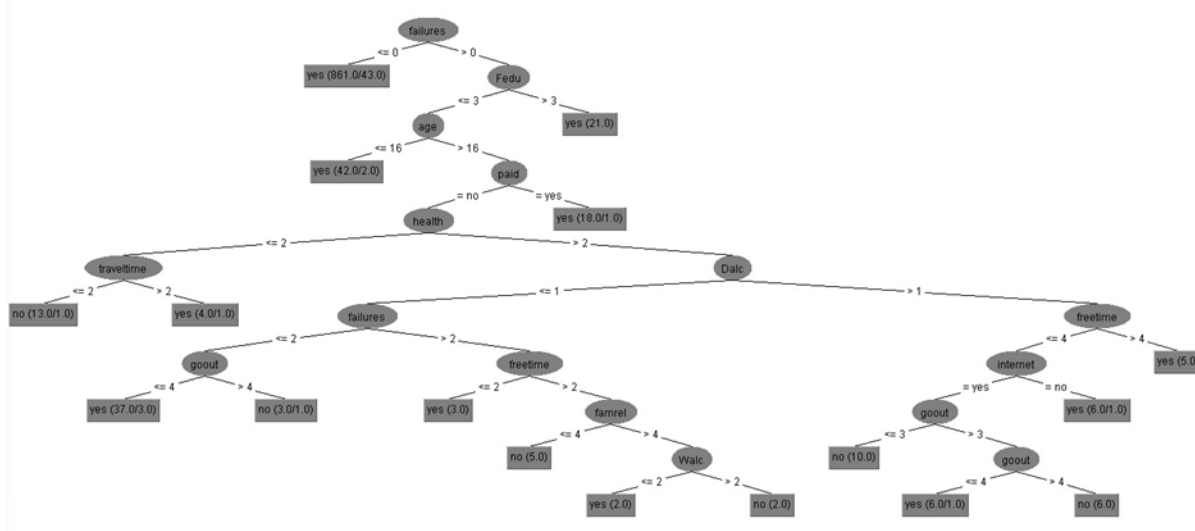 failures
<= 0 > 0
yes (861.0/43.0) Fedu
<= 3 > 3
age yes (21.0)
<= 16 > 16
yes (42.0/2.0) paid
= no = yes
health yes (18.0/1.0)
<= 2 > 2
traveltime Dalc
<= 2 > 2 <= 1 > 1
no (13.0/1.0) yes (4.0/1.0) failures freetime
<= 2 > 2 <= 4 > 4
goout freetime internet yes (5.0
<= 4 > 4 <= 2 > 2 = yes = no
yes (37.0/3.0) no (3.0/1.0) yes (3.0) famrel goout yes (6.0/1.0)
<= 4 > 4 <= 3 > 3
no (5.0) Walc no (10.0) goout
<= 2 > 2 <= 4 > 4
yes (2.0) no (2.0) yes (6.0/1.0) no (6.0)